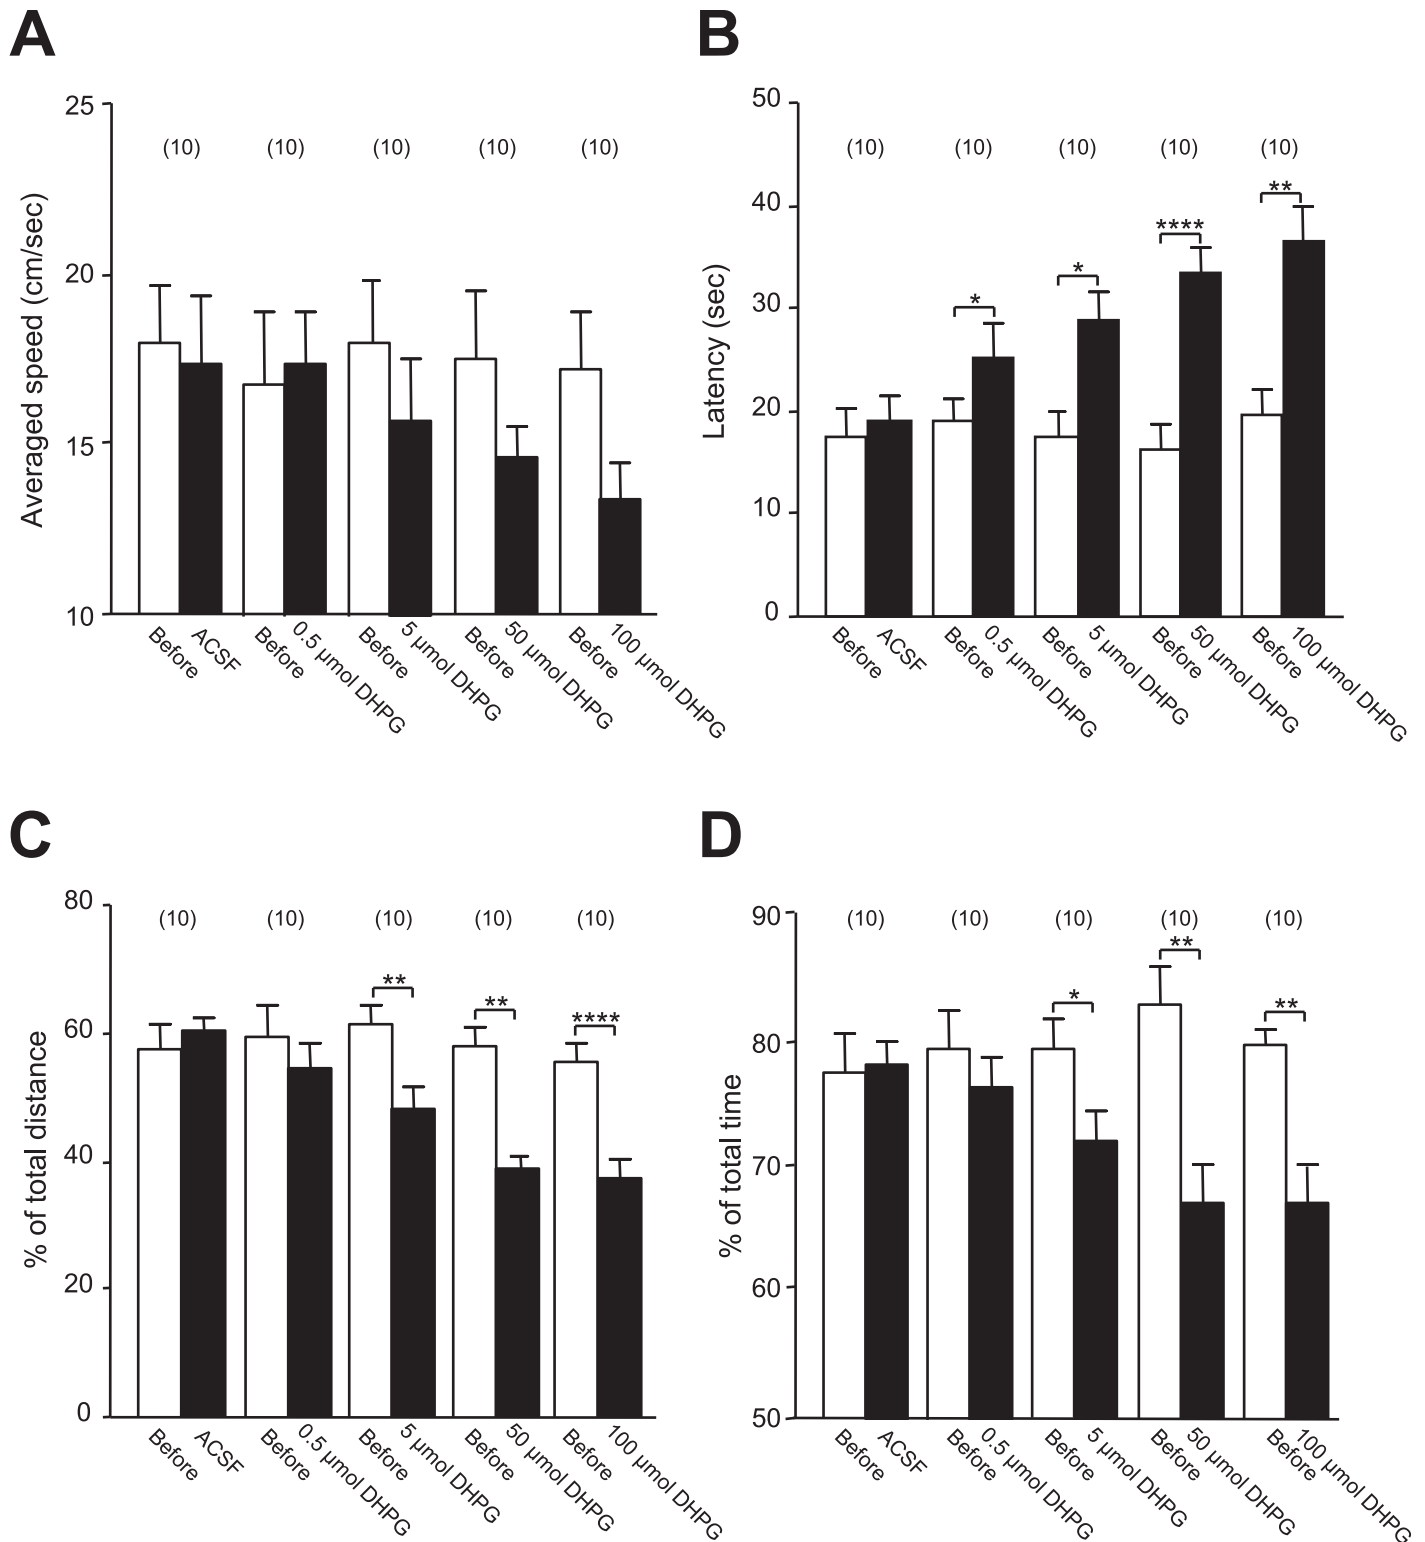 A
25
20
15
10
Averaged speed (cm/sec)
(10) (10) (10) (10) (10)
Before ACSF Before 0.5 µmol DHPG Before 5 µmol DHPG Before 50 µmol DHPG Before 100 µmol DHPG
B
50
40
30
20
10
0
Latency (sec)
(10) (10) (10) (10) (10)
* * **** **
Before ACSF Before 0.5 µmol DHPG Before 5 µmol DHPG Before 50 µmol DHPG Before 100 µmol DHPG
C
80
60
40
20
0
% of total distance
(10) (10) (10) (10) (10)
** ** ****
Before ACSF Before 0.5 µmol DHPG Before 5 µmol DHPG Before 50 µmol DHPG Before 100 µmol DHPG
D
90
80
70
60
50
% of total time
(10) (10) (10) (10) (10)
* ** **
Before ACSF Before 0.5 µmol DHPG Before 5 µmol DHPG Before 50 µmol DHPG Before 100 µmol DHPG